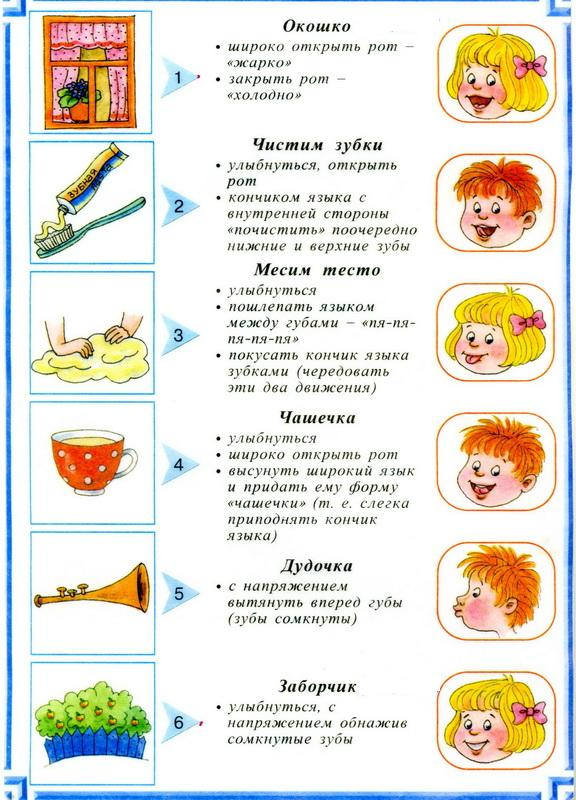 Окошко
• широко открыть рот –
«жарко»
• закрыть рот –
«холодно»
1
Чистим зубки
• улыбнуться, открыть
рот
• кончиком языка с
внутренней стороны
«почистить» поочередно
нижние и верхние зубы
ЗУБНАЯ
ПАСТА
2
Месим тесто
• улыбнуться
• пошлепать языком
между губами – «пя-пя-
пя-пя-пя»
• покусать кончик языка
зубками (чередовать
эти два движения)
3
Чашечка
• улыбнуться
• широко открыть рот
• высунуть широкий язык
и придать ему форму
«чашечки» (т. е. слегка
приподнять кончик
языка)
4
Дудочка
• с напряжением
вытянуть вперед губы
(зубы сомкнуты)
5
Заборчик
• улыбнуться, с
напряжением обнажив
сомкнутые зубы
6